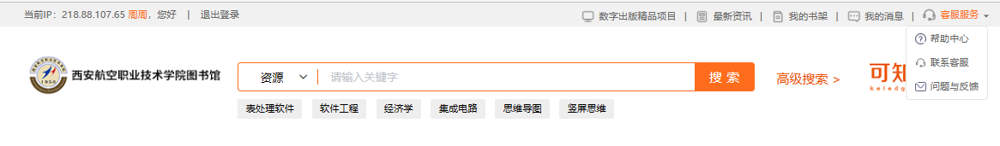 当前IP：218.88.107.65 周周，您好 | 退出登录 数字出版精品项目 | 最新资讯 | 我的书架 | 我的消息 | 客服服务
帮助中心
联系客服
问题与反馈
西安航空职业技术学院图书馆 资源 请输入关键字 搜 索 高级搜索 > 可知
1958
keledg
表处理软件 软件工程 经济学 集成电路 思维导图 竖屏思维